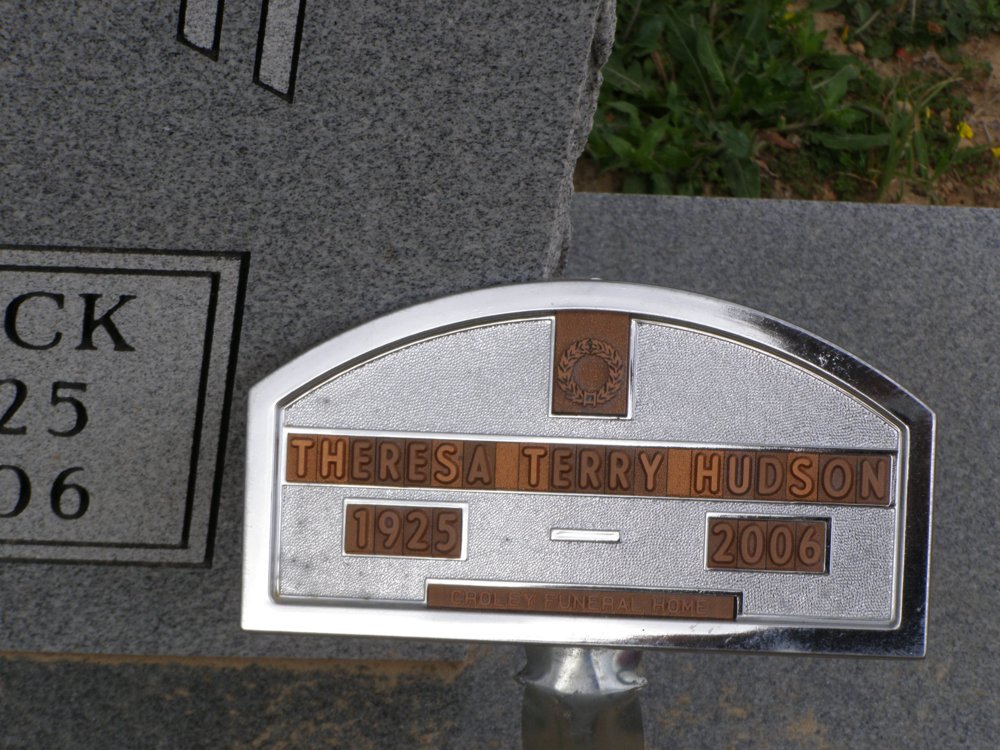 CK
25
06
THERESA TERRY HUDSON
1925 — 2006
CROLEY FUNERAL HOME